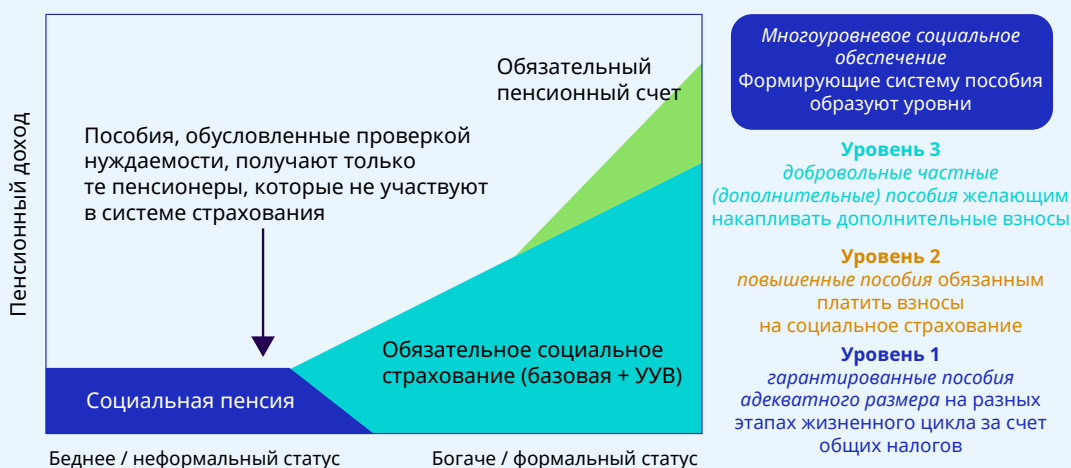 Пенсионный доход
Обязательный
пенсионный счет
Пособия, обусловленные проверкой
нуждаемости, получают только
те пенсионеры, которые не участвуют
в системе страхования
Обязательное социальное
страхование (базовая + УУВ)
Социальная пенсия
Беднее / неформальный статус
Богаче / формальный статус
Многоуровневое социальное
обеспечение
Формирующие систему пособия
образуют уровни
Уровень 3
добровольные частные
(дополнительные) пособия желающим
накапливать дополнительные взносы
Уровень 2
повышенные пособия обязанным
платить взносы
на социальное страхование
Уровень 1
гарантированные пособия
адекватного размера на разных
этапах жизненного цикла за счет
общих налогов